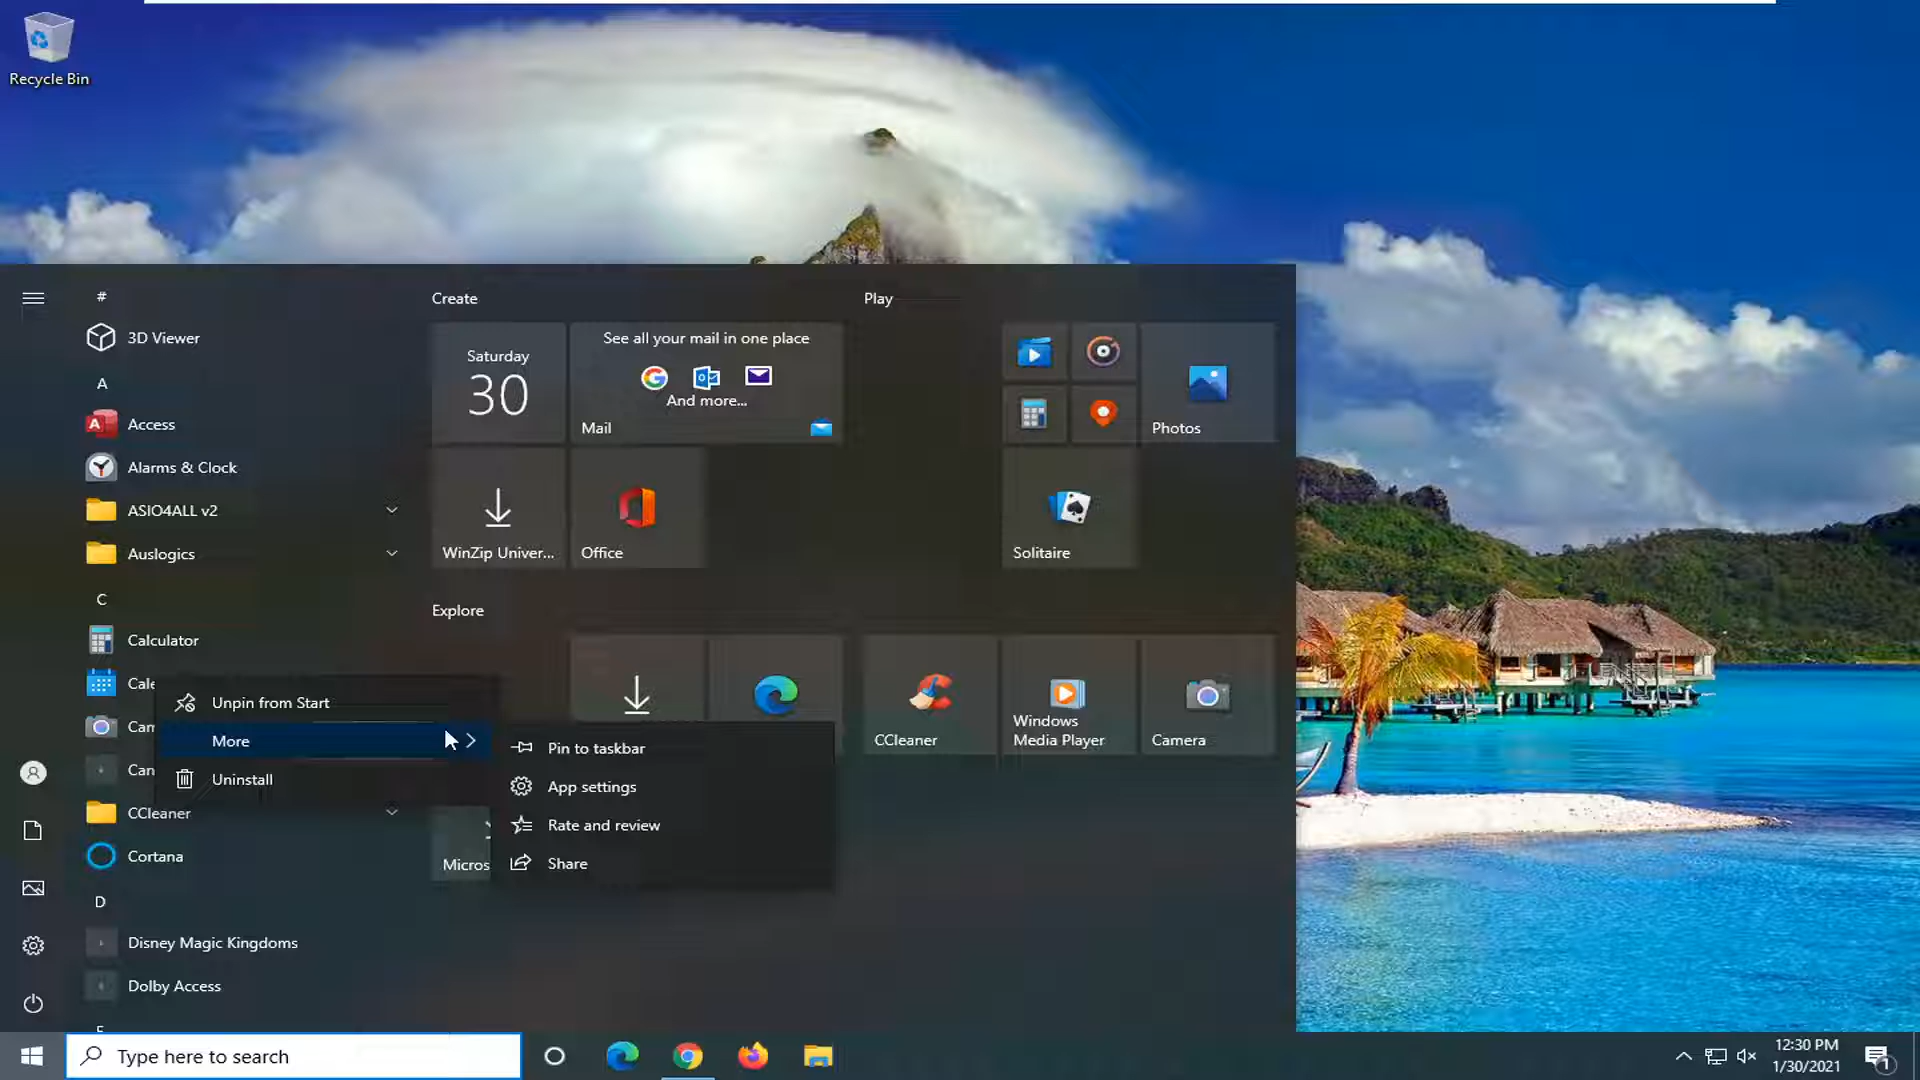 Recycle Bin
#
3D Viewer
A
Access
Alarms & Clock
ASIO4ALL v2
Auslogics
C
Calculator
Cale
Cam
Can
CCleaner
Cortana
D
Disney Magic Kingdoms
Dolby Access
Unpin from Start
More
Uninstall
Pin to taskbar
App settings
Rate and review
Share
Create
Saturday
30
See all your mail in one place
And more...
Mail
WinZip Univer...
Office
Explore
Micros
Play
Photos
Solitaire
CCleaner
Windows
Media Player
Camera
Type here to search
12:30 PM
1/30/2021
1